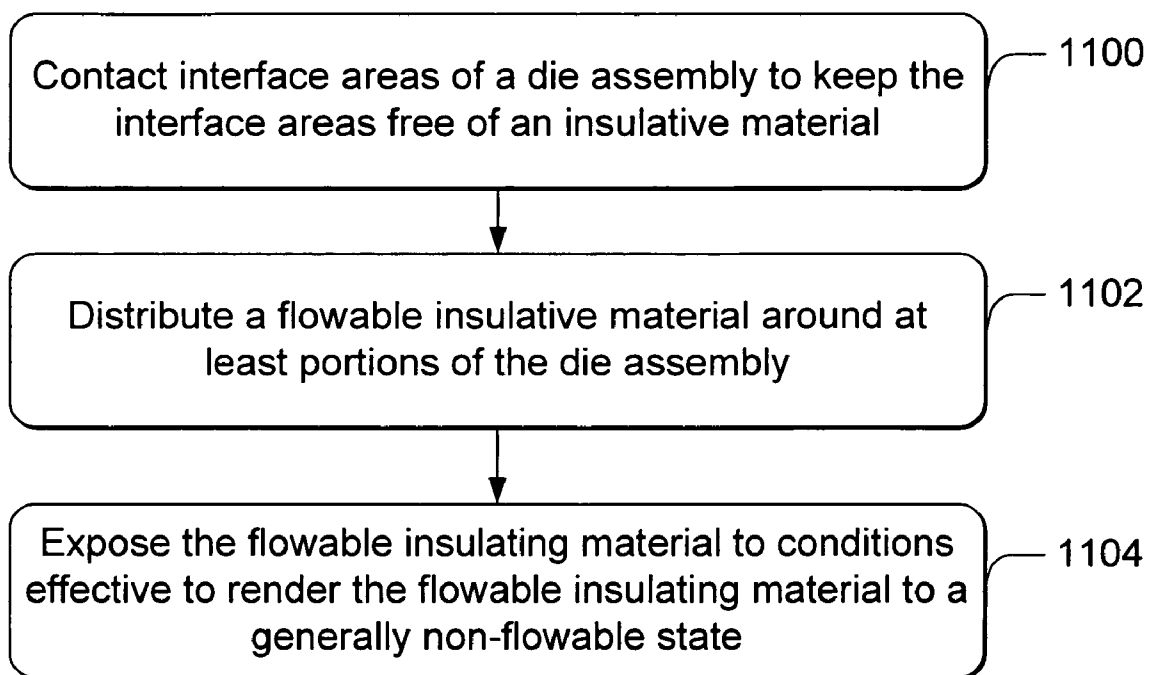 Contact interface areas of a die assembly to keep the
interface areas free of an insulative material
1100
Distribute a flowable insulative material around at
least portions of the die assembly
1102
Expose the flowable insulating material to conditions
effective to render the flowable insulating material to a
generally non-flowable state
1104